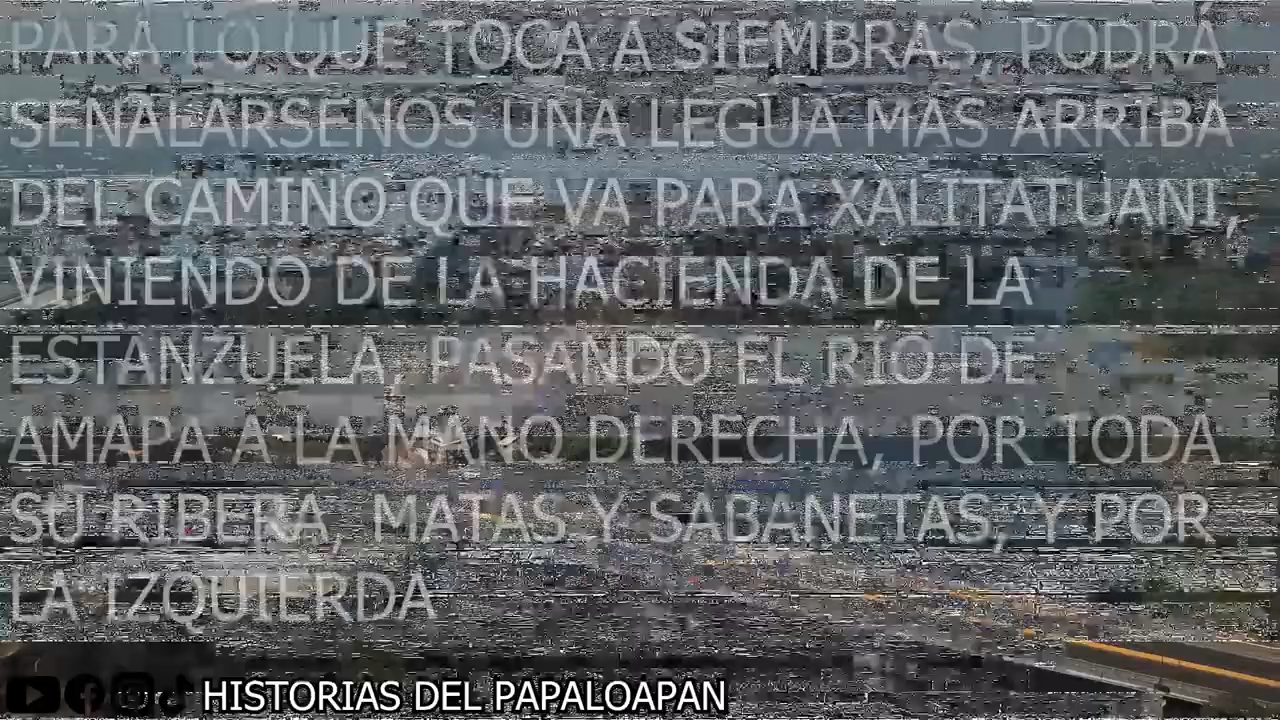 PARA LO QUE TOCA A SIEMBRAS, PODRÁ
SEÑALÁRSENOS UNA LEGUA MÁS ARRIBA
DEL CAMINO QUE VA PARA XALITATUANI,
VINIENDO DE LA HACIENDA DE LA
ESTANZUELA, PASANDO EL RÍO DE
AMAPA A LA MANO DERECHA, POR TODA
SU RIBERA, MATAS Y SABANETAS, Y POR
LA IZQUIERDA
HISTORIAS DEL PAPALOAPAN